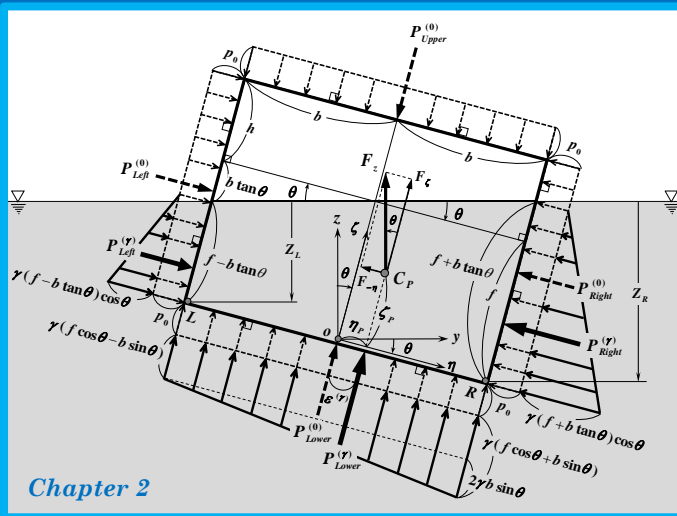 P_Upper^(0)
p_0
b
b
h
p_0
P_Left^(0)
b tanθ
θ
F_z
F_ζ
θ
P_Left^(γ)
f−b tanθ
Z_L
z
ζ
θ
θ
F_−η
C_P
f+b tanθ
f
P_Right^(0)
Z_R
γ(f−b tanθ)cosθ
p_0
L
ζ_P
η_P
o
y
θ
η
P_Right^(γ)
γ(f cosθ−b sinθ)
ε^(γ)
R
p_0
γ(f+b tanθ)cosθ
P_Lower^(0)
P_Lower^(γ)
γ(f cosθ+b sinθ)
2γb sinθ
Chapter 2